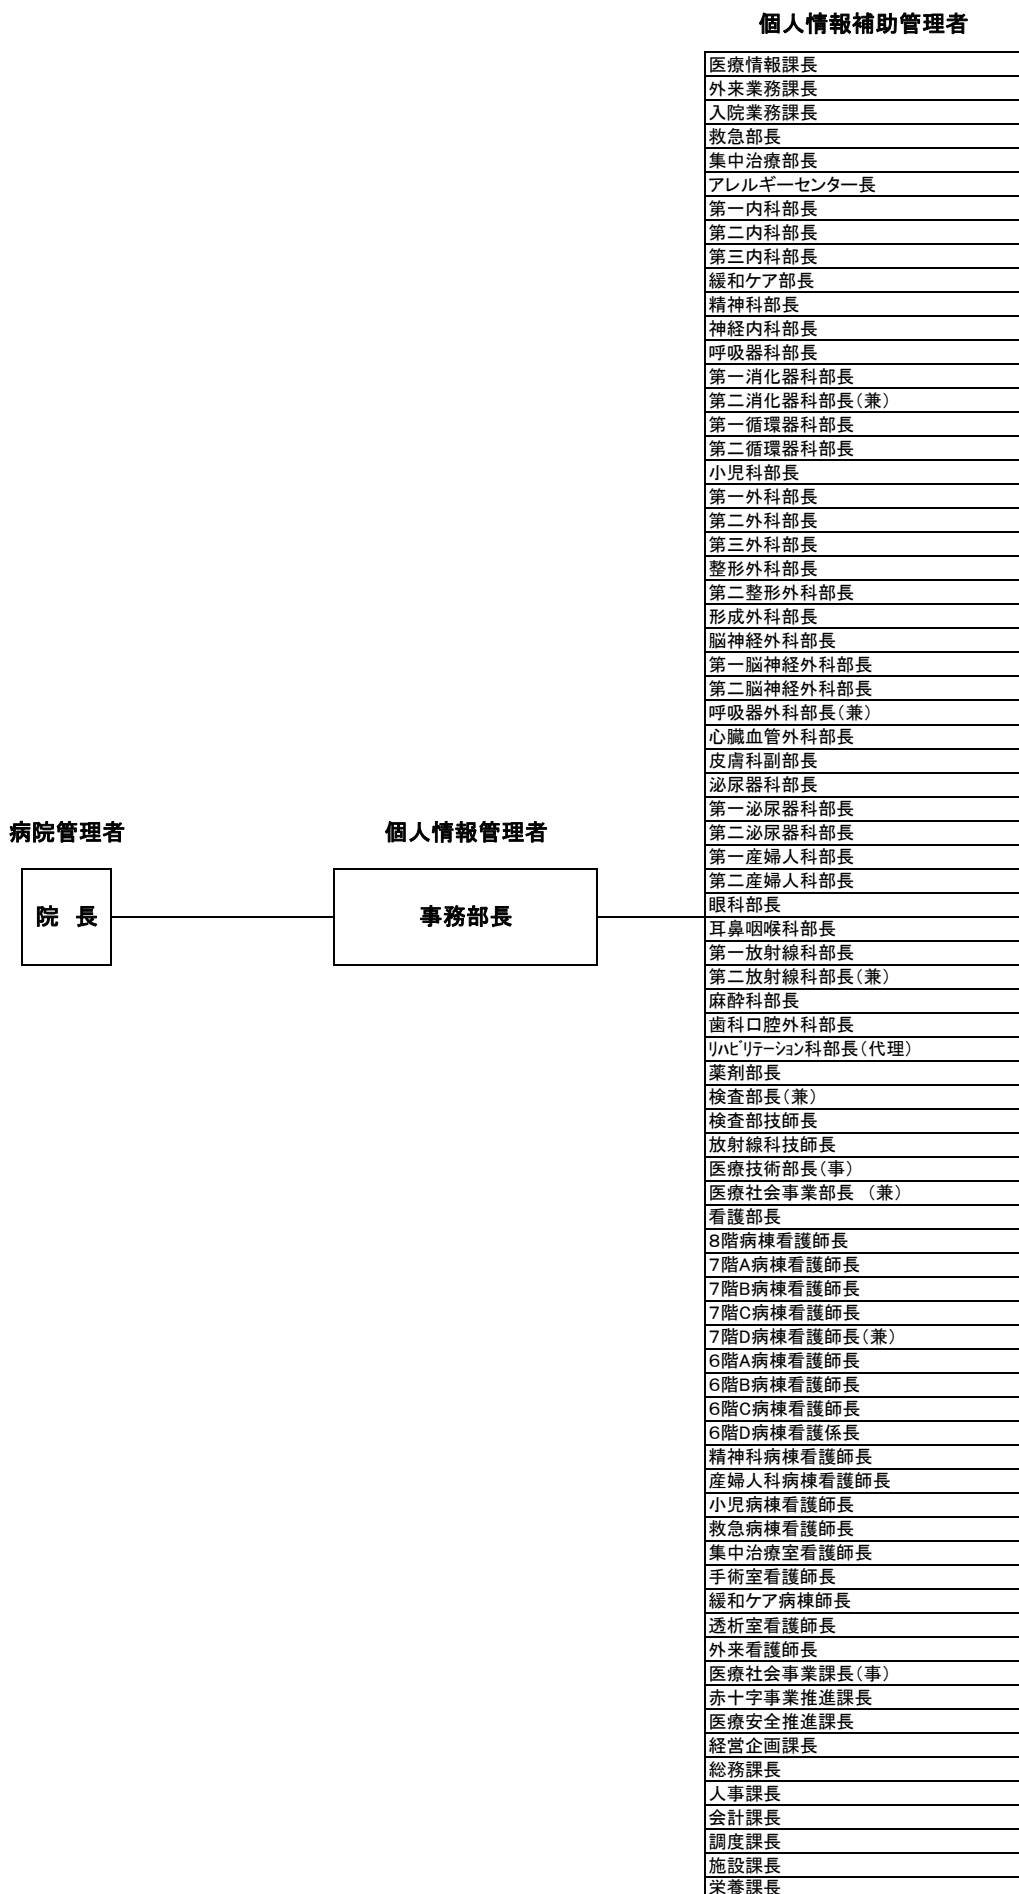 個人情報補助管理者
医療情報課長
外来業務課長
入院業務課長
救急部長
集中治療部長
アレルギーセンター長
第一内科部長
第二内科部長
第三内科部長
緩和ケア部長
精神科部長
神経内科部長
呼吸器科部長
第一消化器科部長
第二消化器科部長（兼）
第一循環器科部長
第二循環器科部長
小児科部長
第一外科部長
第二外科部長
第三外科部長
整形外科部長
第二整形外科部長
形成外科部長
脳神経外科部長
第一脳神経外科部長
第二脳神経外科部長
呼吸器外科部長（兼）
心臓血管外科部長
皮膚科副部長
泌尿器科部長
第一泌尿器科部長
第二泌尿器科部長
第一産婦人科部長
第二産婦人科部長
眼科部長
耳鼻咽喉科部長
第一放射線科部長
第二放射線科部長（兼）
麻酔科部長
歯科口腔外科部長
ﾘﾊﾋﾞﾘﾃｰｼｮﾝ科部長（代理）
薬剤部長
検査部長（兼）
検査部技師長
放射線科技師長
医療技術部長（事）
医療社会事業部長　（兼）
看護部長
8階病棟看護師長
7階A病棟看護師長
7階B病棟看護師長
7階C病棟看護師長
7階D病棟看護師長（兼）
6階A病棟看護師長
6階B病棟看護師長
6階C病棟看護師長
6階D病棟看護係長
精神科病棟看護師長
産婦人科病棟看護師長
小児病棟看護師長
救急病棟看護師長
集中治療室看護師長
手術室看護師長
緩和ケア病棟師長
透析室看護師長
外来看護師長
医療社会事業課長（事）
赤十字事業推進課長
医療安全推進課長
経営企画課長
総務課長
人事課長
会計課長
調度課長
施設課長
栄養課長
病院管理者
院　長
個人情報管理者
事務部長